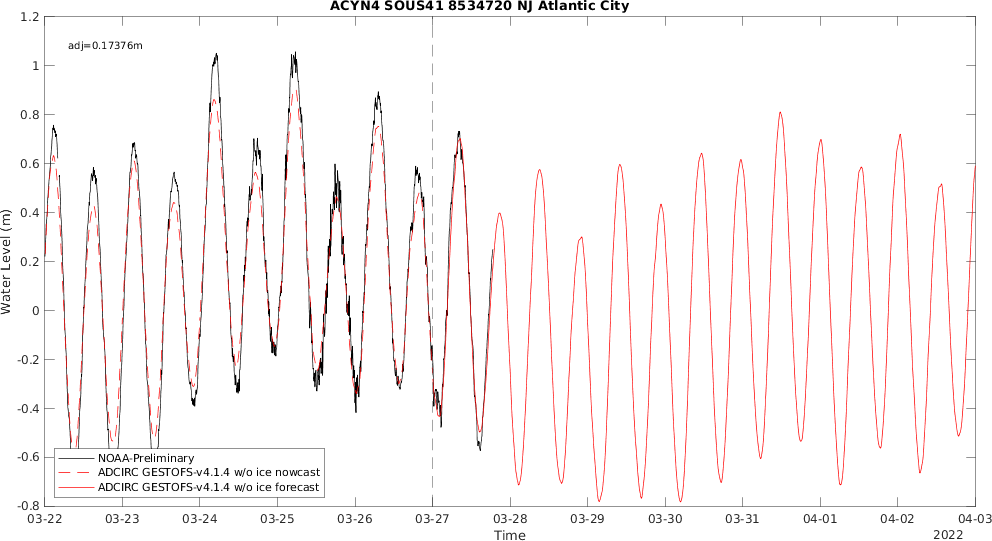 ACYN4 SOUS41 8534720 NJ Atlantic City
adj=0.17376m
1.2
1
0.8
0.6
0.4
0.2
0
-0.2
-0.4
-0.6
-0.8
Water Level (m)
NOAA-Preliminary
ADCIRC GESTOFS-v4.1.4 w/o ice nowcast
ADCIRC GESTOFS-v4.1.4 w/o ice forecast
03-22 03-23 03-24 03-25 03-26 03-27 03-28 03-29 03-30 03-31 04-01 04-02 04-03
Time
2022